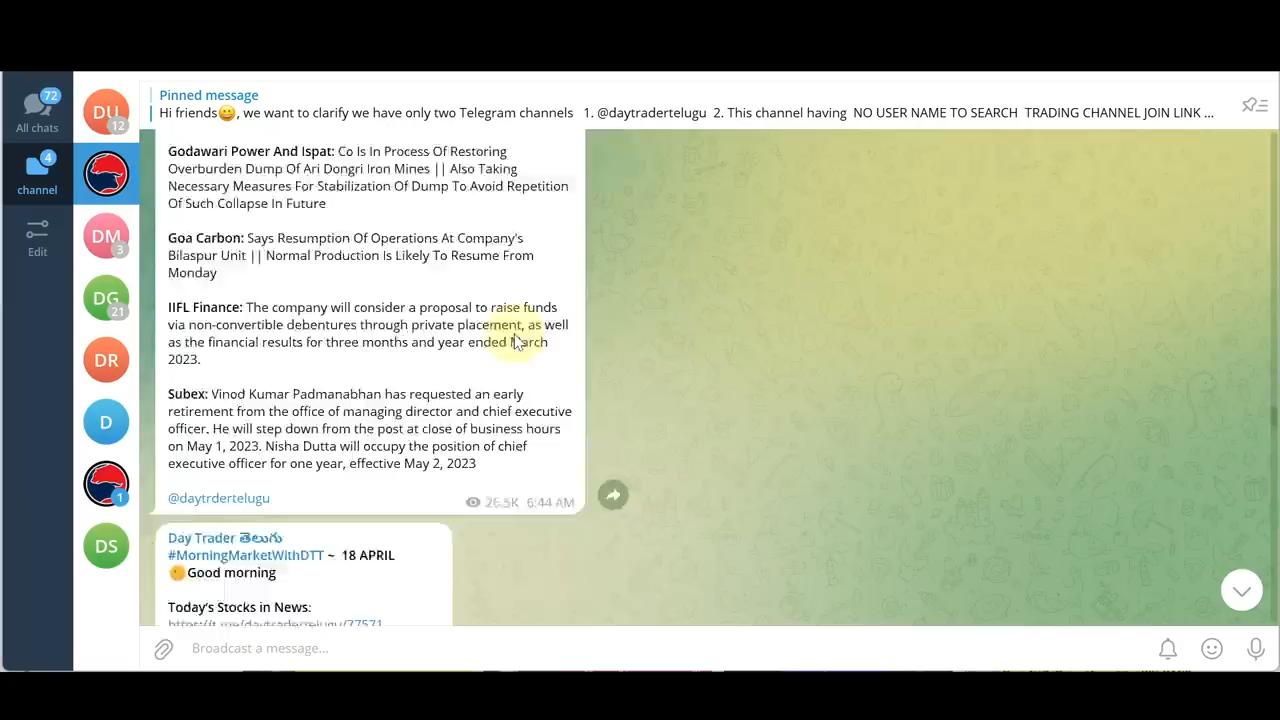 72
All chats
4
channel
Edit
DU
12
DM
3
DG
21
DR
D
1
DS
Pinned message
Hi friends😀, we want to clarify we have only two Telegram channels 1. @daytradertelugu 2. This channel having NO USER NAME TO SEARCH TRADING CHANNEL JOIN LINK ...
Godawari Power And Ispat: Co Is In Process Of Restoring
Overburden Dump Of Ari Dongri Iron Mines || Also Taking
Necessary Measures For Stabilization Of Dump To Avoid Repetition
Of Such Collapse In Future
Goa Carbon: Says Resumption Of Operations At Company's
Bilaspur Unit || Normal Production Is Likely To Resume From
Monday
IIFL Finance: The company will consider a proposal to raise funds
via non-convertible debentures through private placement, as well
as the financial results for three months and year ended March
2023.
Subex: Vinod Kumar Padmanabhan has requested an early
retirement from the office of managing director and chief executive
officer. He will step down from the post at close of business hours
on May 1, 2023. Nisha Dutta will occupy the position of chief
executive officer for one year, effective May 2, 2023
@daytrdertelugu
26.5K 6:44 AM
Day Trader తెలుగు
#MorningMarketWithDTT ~ 18 APRIL
🐥Good morning
Today's Stocks in News:
https://t.me/daytradertelugu/77571
Broadcast a message...